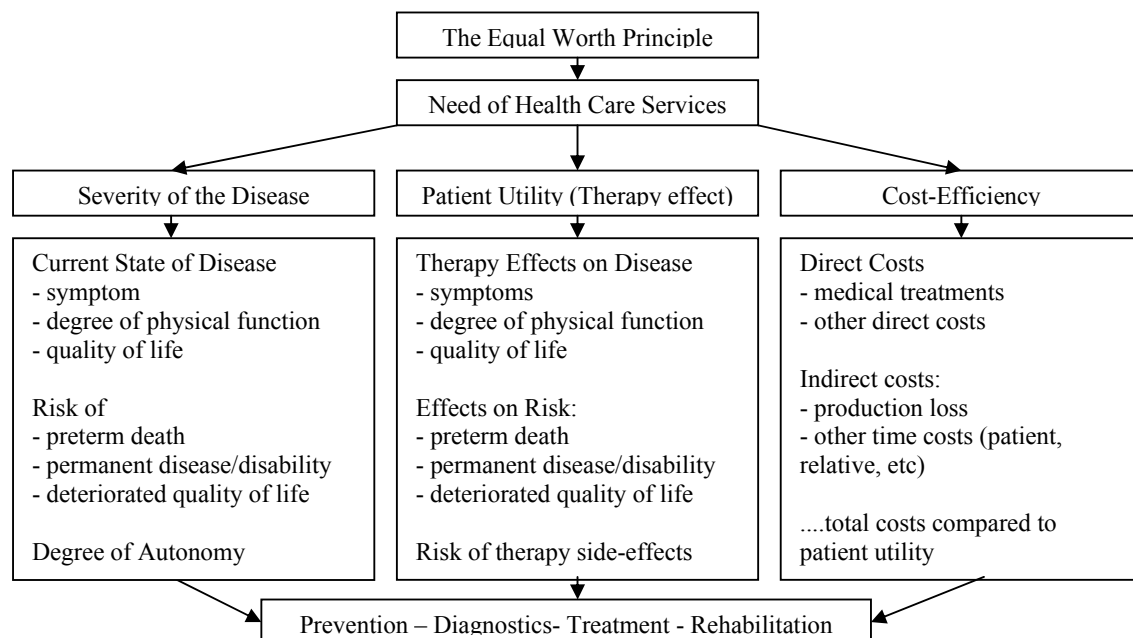 The Equal Worth Principle
Need of Health Care Services
Severity of the Disease
Patient Utility (Therapy effect)
Cost-Efficiency
Current State of Disease
- symptom
- degree of physical function
- quality of life
Risk of
- preterm death
- permanent disease/disability
- deteriorated quality of life
Degree of Autonomy
Therapy Effects on Disease
- symptoms
- degree of physical function
- quality of life
Effects on Risk:
- preterm death
- permanent disease/disability
- deteriorated quality of life
Risk of therapy side-effects
Direct Costs
- medical treatments
- other direct costs
Indirect costs:
- production loss
- other time costs (patient,
relative, etc)
....total costs compared to
patient utility
Prevention – Diagnostics- Treatment - Rehabilitation